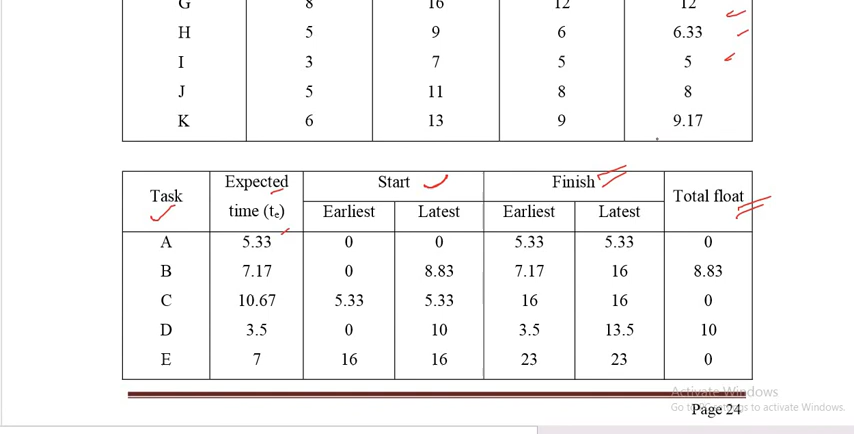 G 8 16 12 12
H 5 9 6 6.33
I 3 7 5 5
J 5 11 8 8
K 6 13 9 9.17
Task Expected time (te) Start Finish Total float
Earliest Latest Earliest Latest
A 5.33 0 0 5.33 5.33 0
B 7.17 0 8.83 7.17 16 8.83
C 10.67 5.33 5.33 16 16 0
D 3.5 0 10 3.5 13.5 10
E 7 16 16 23 23 0
Activate Windows
Go to PC settings to activate Windows.
Page 24